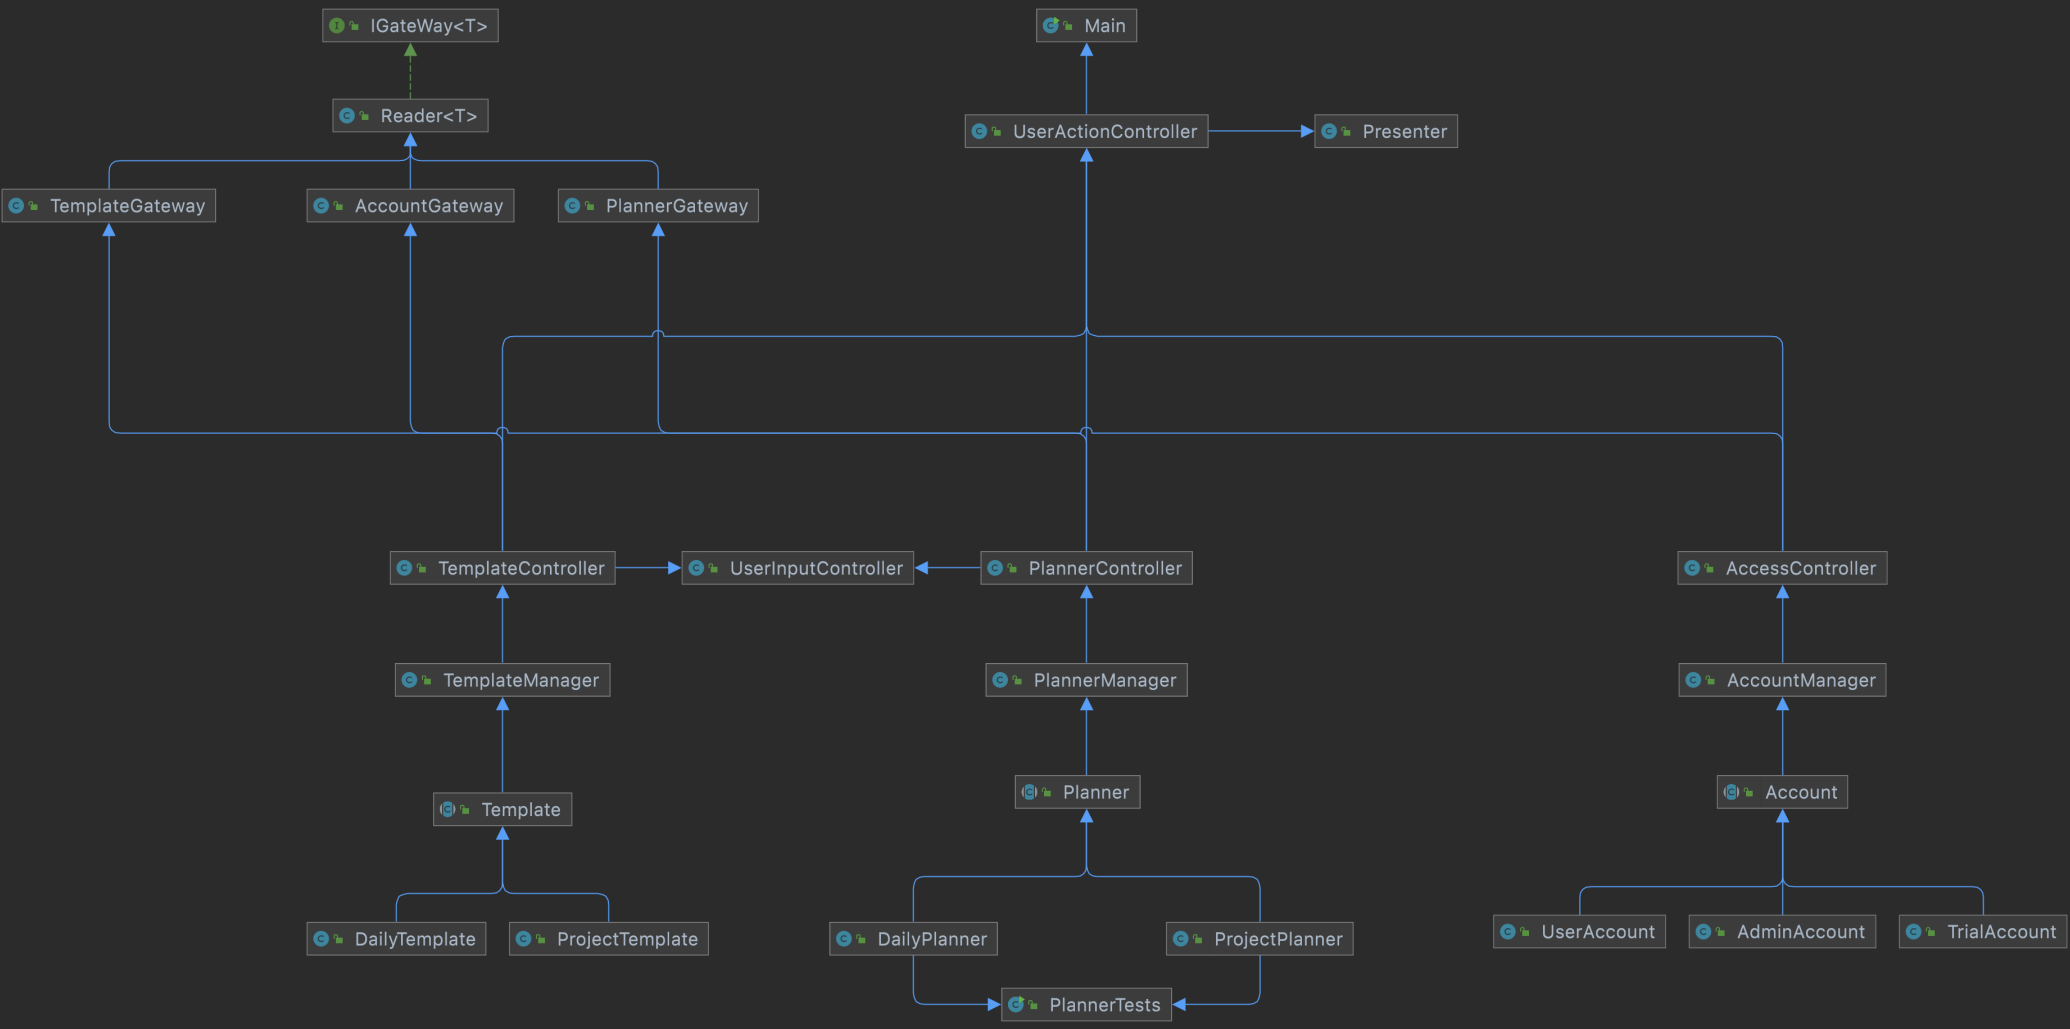 IGateWay<T>
Main
Reader<T>
UserActionController
Presenter
TemplateGateway
AccountGateway
PlannerGateway
TemplateController
UserInputController
PlannerController
AccessController
TemplateManager
PlannerManager
AccountManager
Template
Planner
Account
DailyTemplate
ProjectTemplate
DailyPlanner
ProjectPlanner
UserAccount
AdminAccount
TrialAccount
PlannerTests